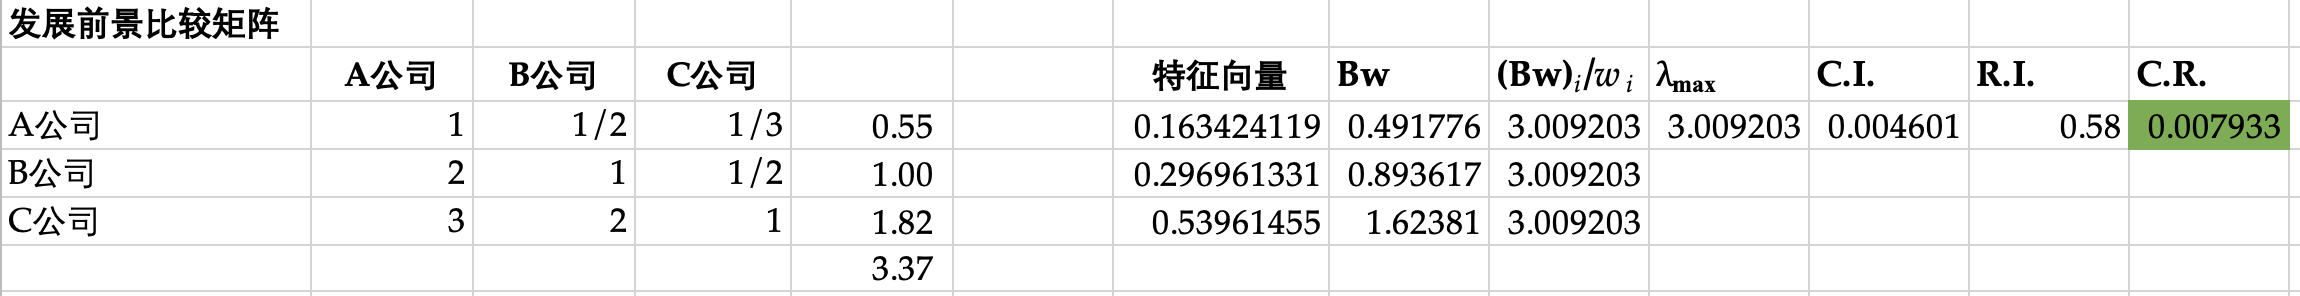 发展前景比较矩阵
A公司 B公司 C公司 特征向量 Bw (Bw)i/wi λmax C.I. R.I. C.R.
A公司 1 1/2 1/3 0.55 0.163424119 0.491776 3.009203 3.009203 0.004601 0.58 0.007933
B公司 2 1 1/2 1.00 0.296961331 0.893617 3.009203
C公司 3 2 1 1.82 0.53961455 1.62381 3.009203
3.37